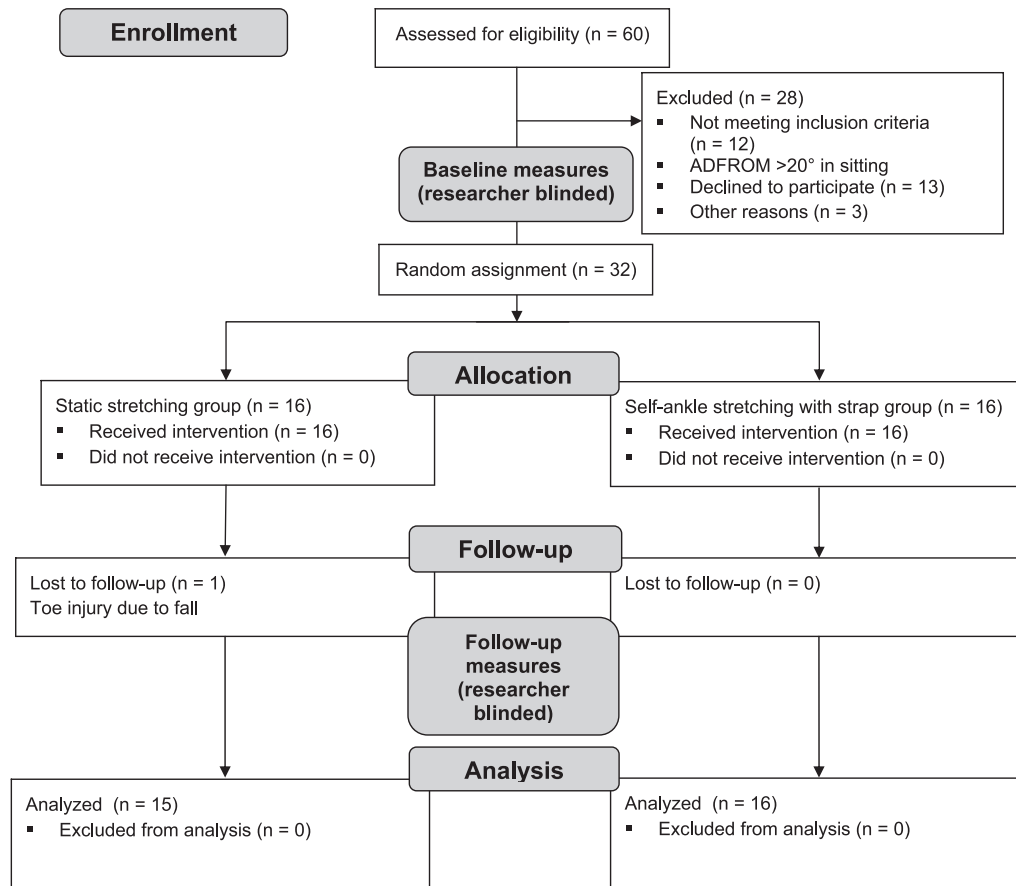 Enrollment
Assessed for eligibility (n = 60)
Excluded (n = 28)
▪ Not meeting inclusion criteria
(n = 12)
▪ ADFROM >20° in sitting
▪ Declined to participate (n = 13)
▪ Other reasons (n = 3)
Baseline measures
(researcher blinded)
Random assignment (n = 32)
Allocation
Static stretching group (n = 16)
▪ Received intervention (n = 16)
▪ Did not receive intervention (n = 0)
Self-ankle stretching with strap group (n = 16)
▪ Received intervention (n = 16)
▪ Did not receive intervention (n = 0)
Follow-up
Lost to follow-up (n = 1)
Toe injury due to fall
Lost to follow-up (n = 0)
Follow-up
measures
(researcher
blinded)
Analysis
Analyzed (n = 15)
▪ Excluded from analysis (n = 0)
Analyzed (n = 16)
▪ Excluded from analysis (n = 0)